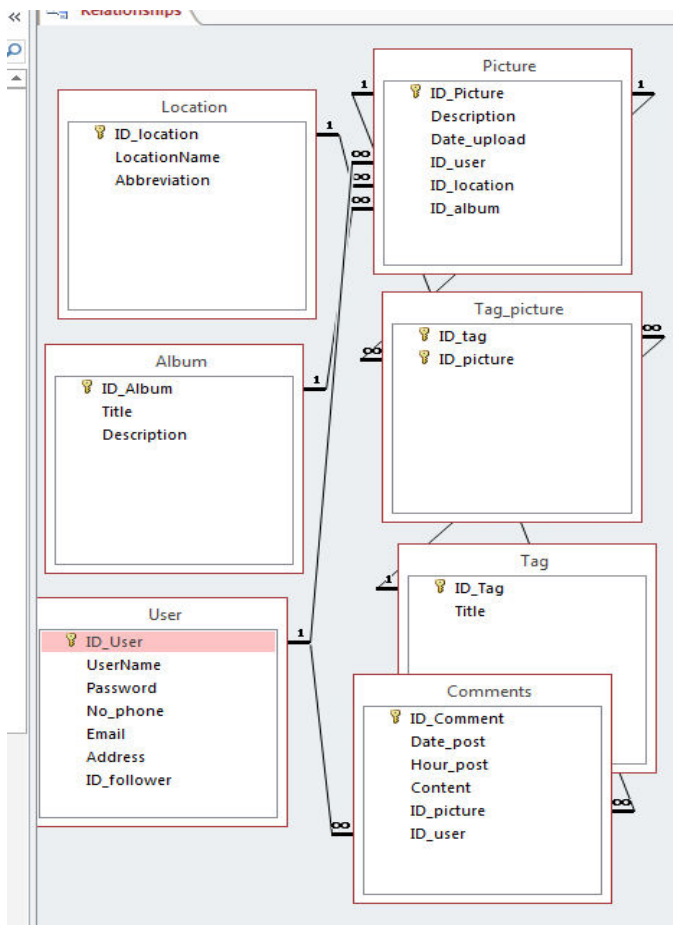 «
Relationships
Location
ID_location
LocationName
Abbreviation
1
Album
ID_Album
Title
Description
1
User
ID_User
UserName
Password
No_phone
Email
Address
ID_follower
1
Picture
ID_Picture
Description
Date_upload
ID_user
ID_location
ID_album
1
1
∞
∞
∞
Tag_picture
ID_tag
ID_picture
∞
∞
Tag
ID_Tag
Title
1
Comments
ID_Comment
Date_post
Hour_post
Content
ID_picture
ID_user
∞
∞